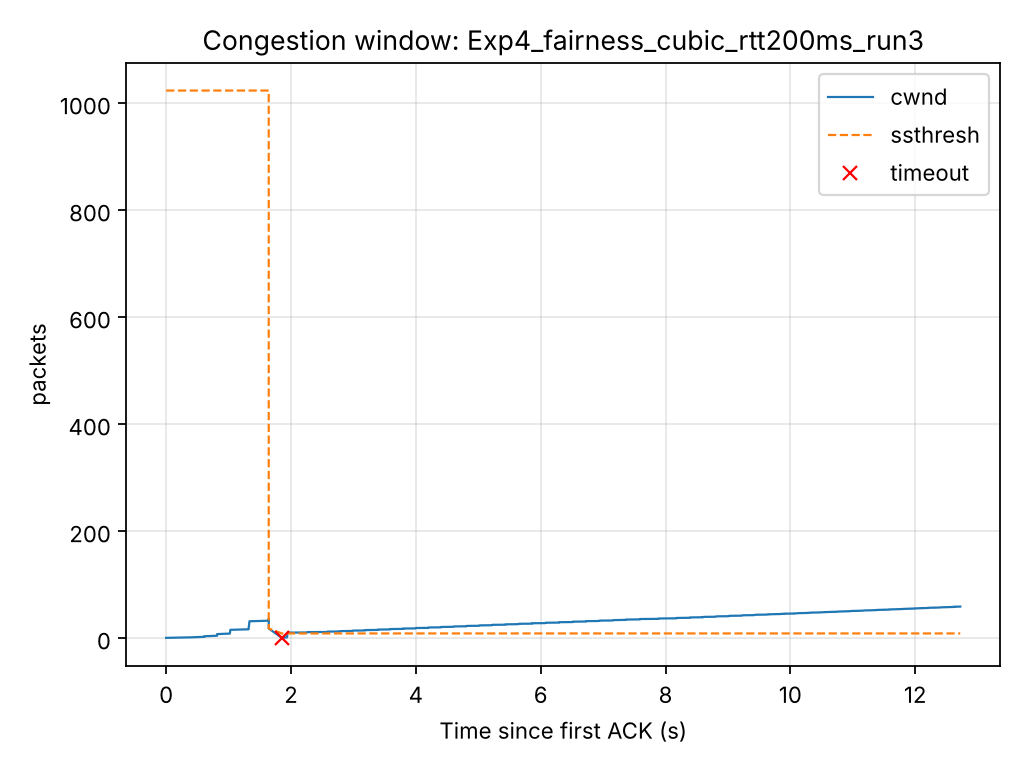 Congestion window: Exp4_fairness_cubic_rtt200ms_run3
cwnd
ssthresh
timeout
1000
800
600
400
200
0
packets
0 2 4 6 8 10 12
Time since first ACK (s)